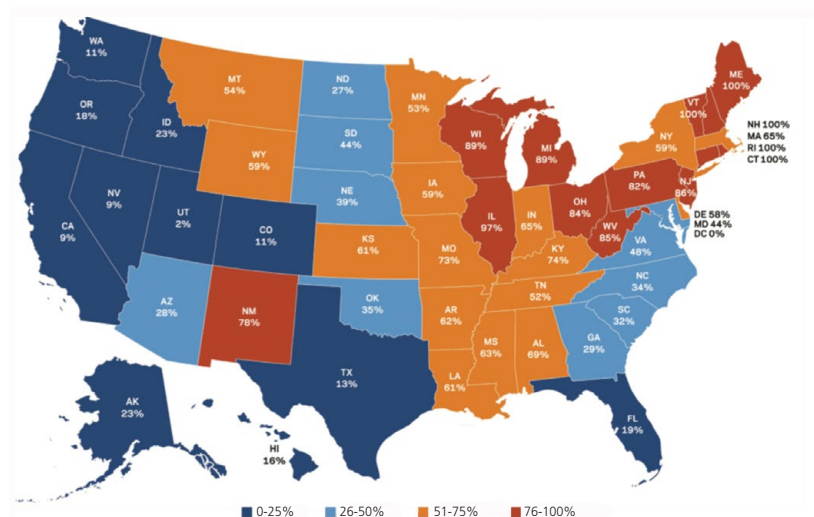 WA
11%
MT
54%
ND
27%
MN
53%
ME
100%
VT
100%
OR
18%
ID
23%
SD
44%
WI
89%
MI
89%
NY
59%
NH 100%
MA 65%
RI 100%
CT 100%
WY
59%
NE
39%
IA
59%
PA
82%
NJ
86%
NV
9%
UT
2%
CO
11%
IL
97%
IN
65%
OH
84%
WV
85%
DE 58%
MD 44%
DC 0%
CA
9%
KS
61%
MO
73%
KY
74%
VA
48%
AZ
28%
NM
78%
OK
35%
AR
62%
TN
52%
NC
34%
SC
32%
MS
63%
AL
69%
GA
29%
TX
13%
LA
61%
AK
23%
HI
16%
FL
19%
0-25%
26-50%
51-75%
76-100%